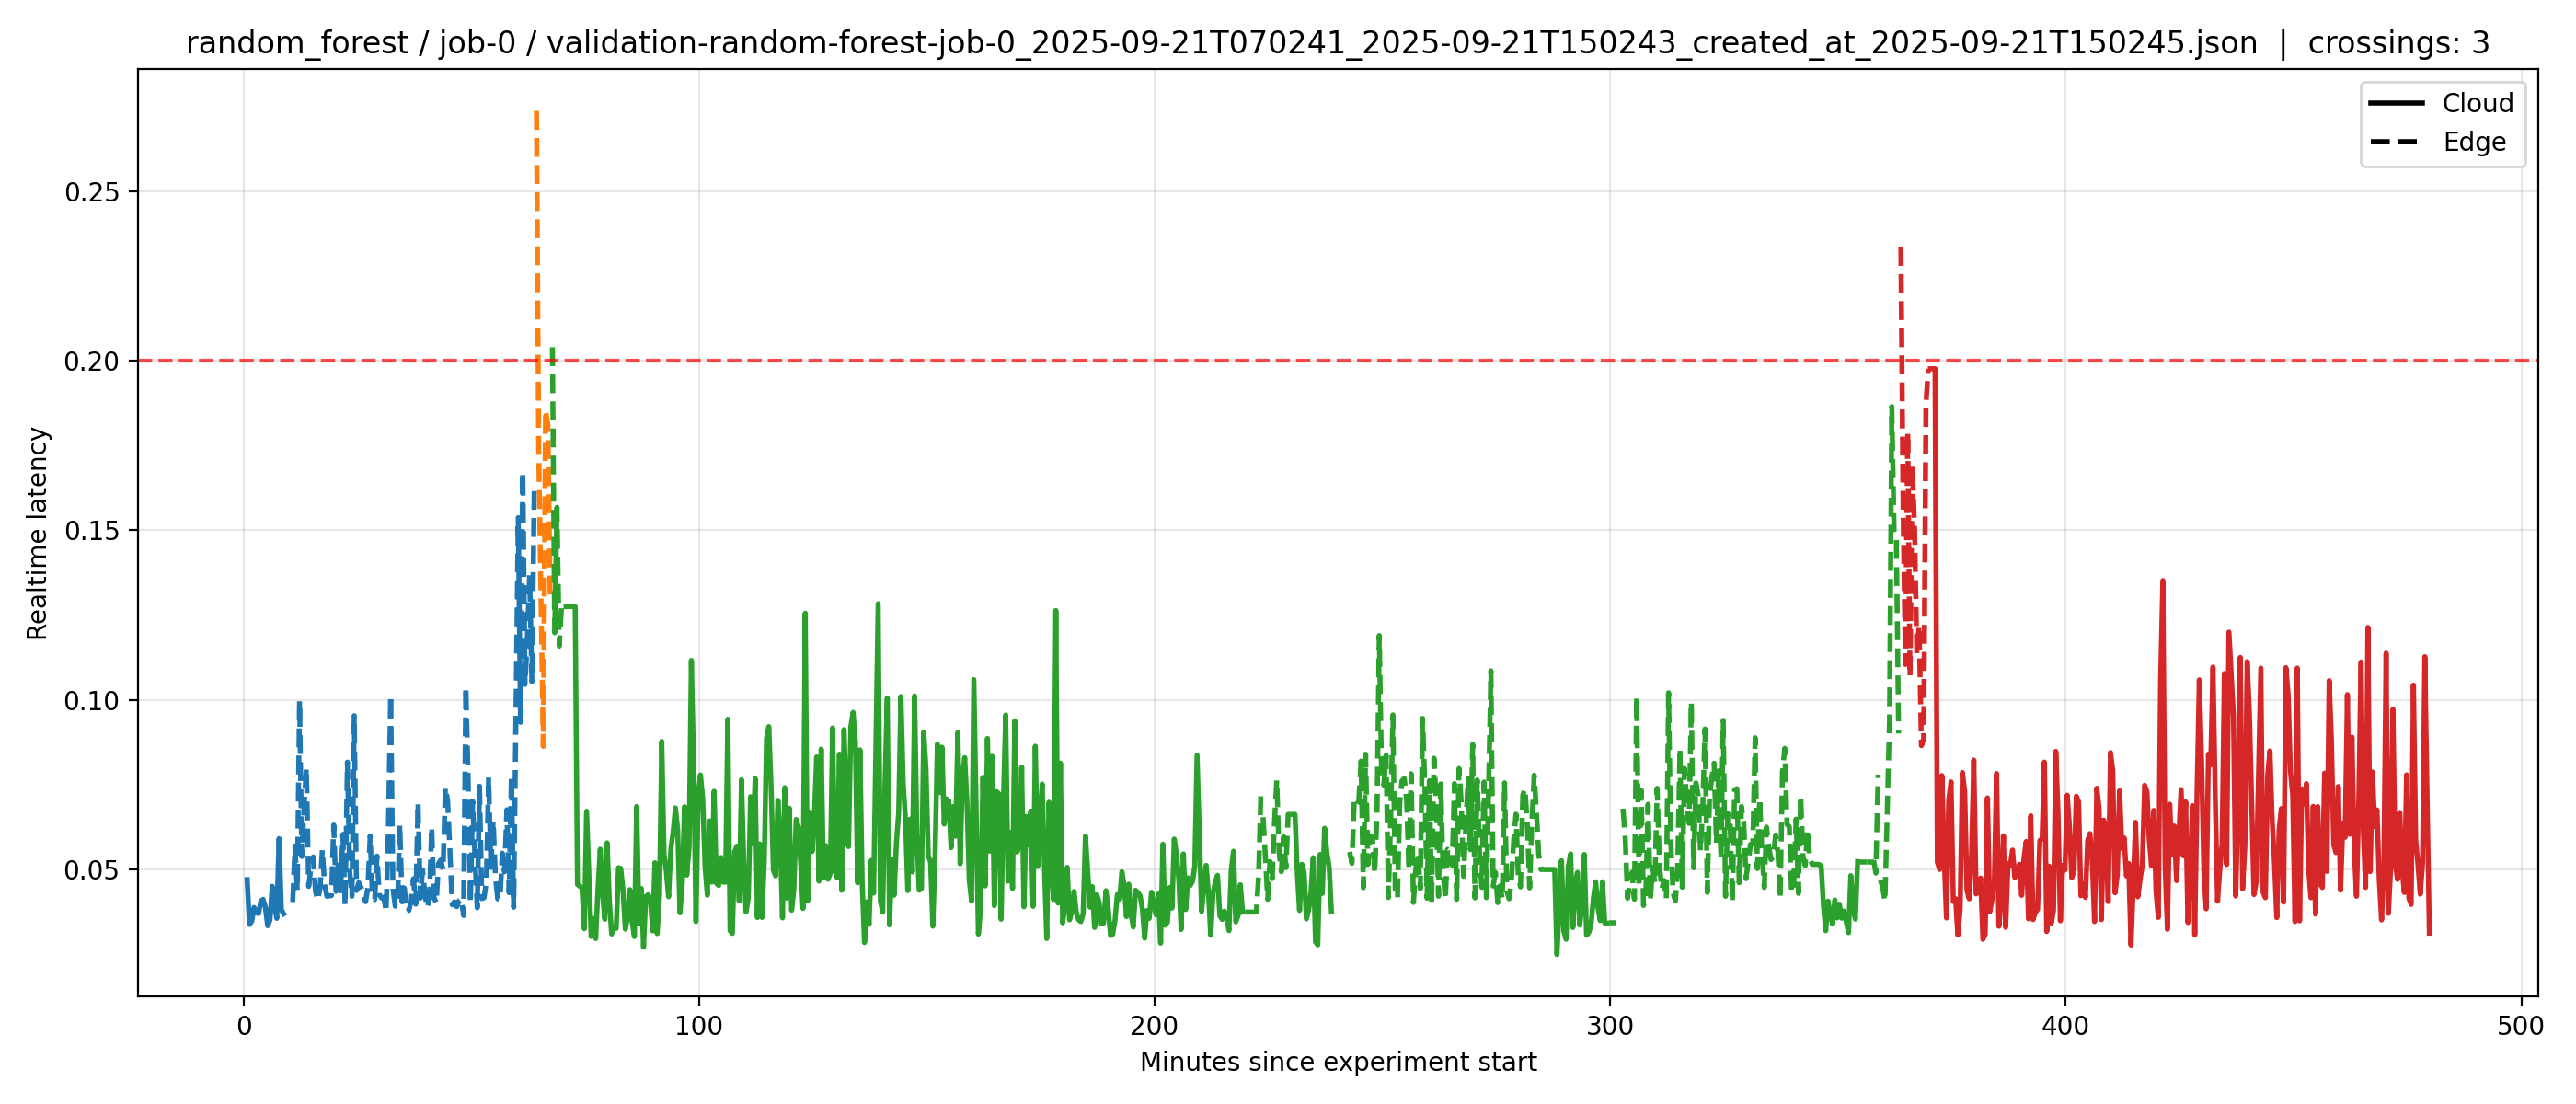 random_forest / job-0 / validation-random-forest-job-0_2025-09-21T070241_2025-09-21T150243_created_at_2025-09-21T150245.json | crossings: 3
Cloud
Edge
0.25
0.20
0.15
0.10
0.05
Realtime latency
0 100 200 300 400 500
Minutes since experiment start